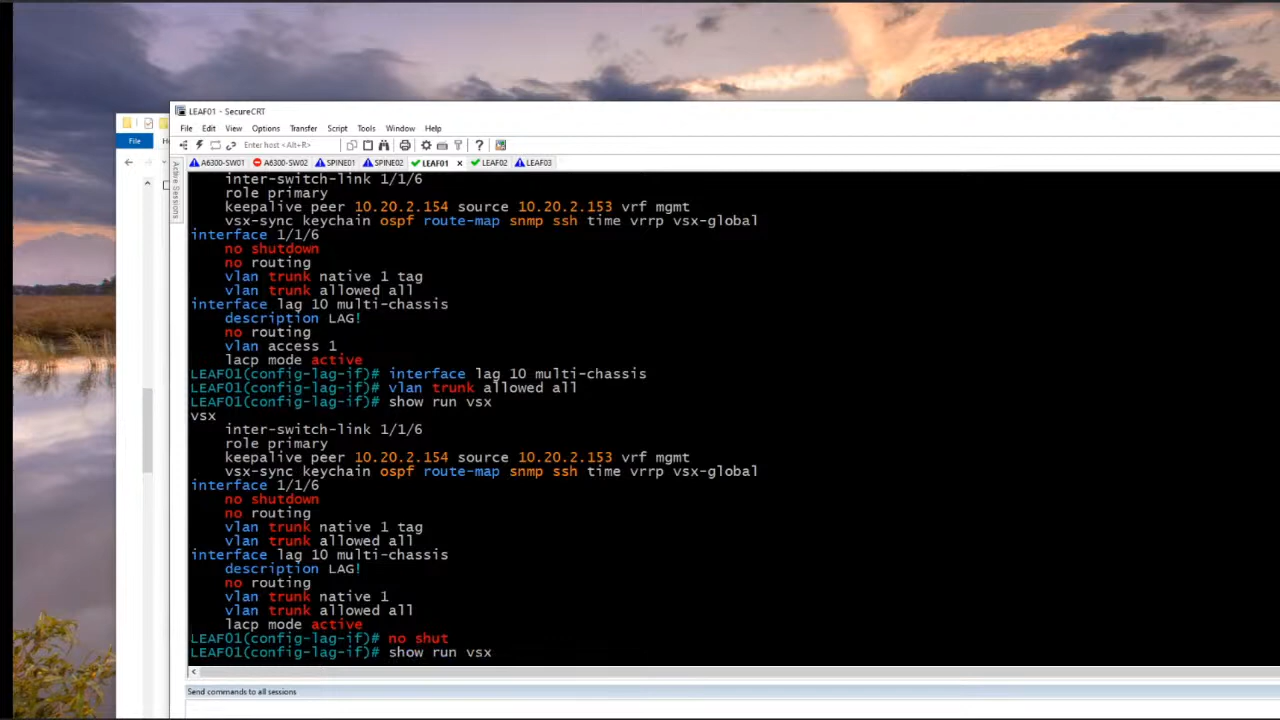 LEAF01 - SecureCRT
File Edit View Options Transfer Script Tools Window Help
Enter host <Alt+R>
File
A6300-SW01 A6300-SW02 SPINE01 SPINE02 LEAF01 × LEAF02 LEAF03
Active Sessions
inter-switch-link 1/1/6
role primary
keepalive peer 10.20.2.154 source 10.20.2.153 vrf mgmt
vsx-sync keychain ospf route-map snmp ssh time vrrp vsx-global
interface 1/1/6
no shutdown
no routing
vlan trunk native 1 tag
vlan trunk allowed all
interface lag 10 multi-chassis
description LAG!
no routing
vlan access 1
lacp mode active
LEAF01(config-lag-if)# interface lag 10 multi-chassis
LEAF01(config-lag-if)# vlan trunk allowed all
LEAF01(config-lag-if)# show run vsx
vsx
inter-switch-link 1/1/6
role primary
keepalive peer 10.20.2.154 source 10.20.2.153 vrf mgmt
vsx-sync keychain ospf route-map snmp ssh time vrrp vsx-global
interface 1/1/6
no shutdown
no routing
vlan trunk native 1 tag
vlan trunk allowed all
interface lag 10 multi-chassis
description LAG!
no routing
vlan trunk native 1
vlan trunk allowed all
lacp mode active
LEAF01(config-lag-if)# no shut
LEAF01(config-lag-if)# show run vsx
Send commands to all sessions